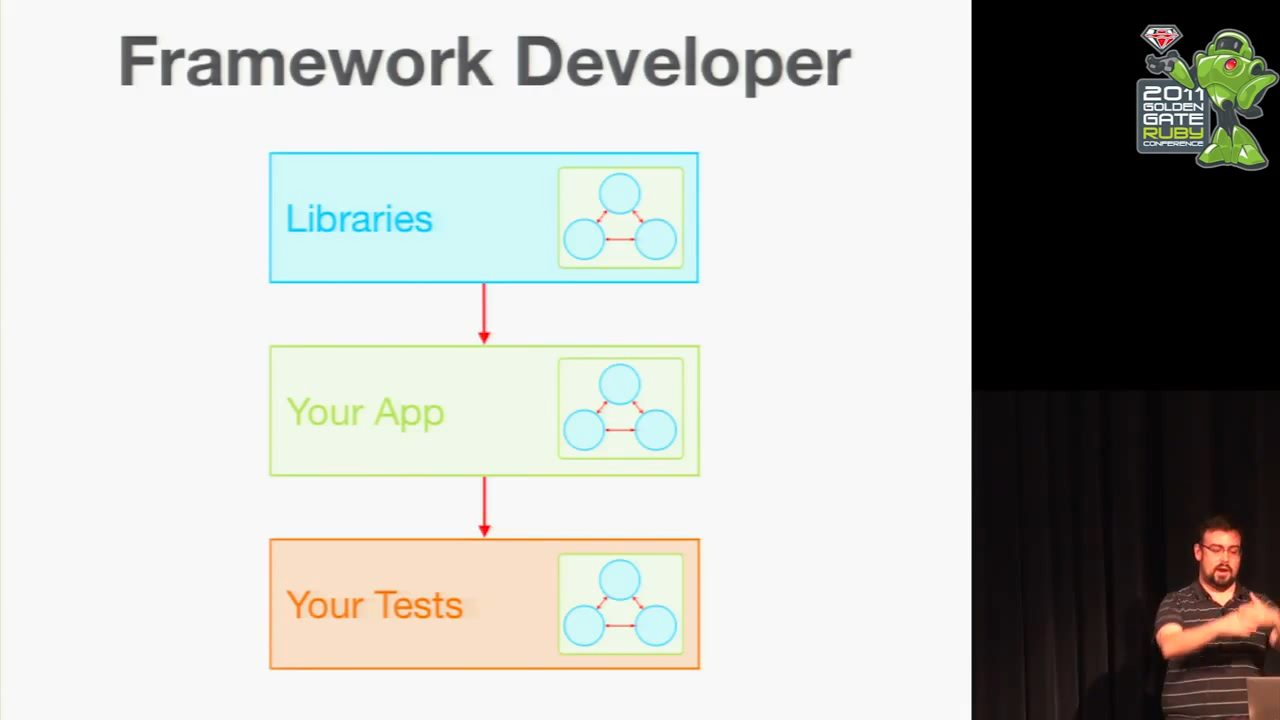 Framework Developer
Libraries
Your App
Your Tests
2011
GOLDEN
GATE
RUBY
CONFERENCE